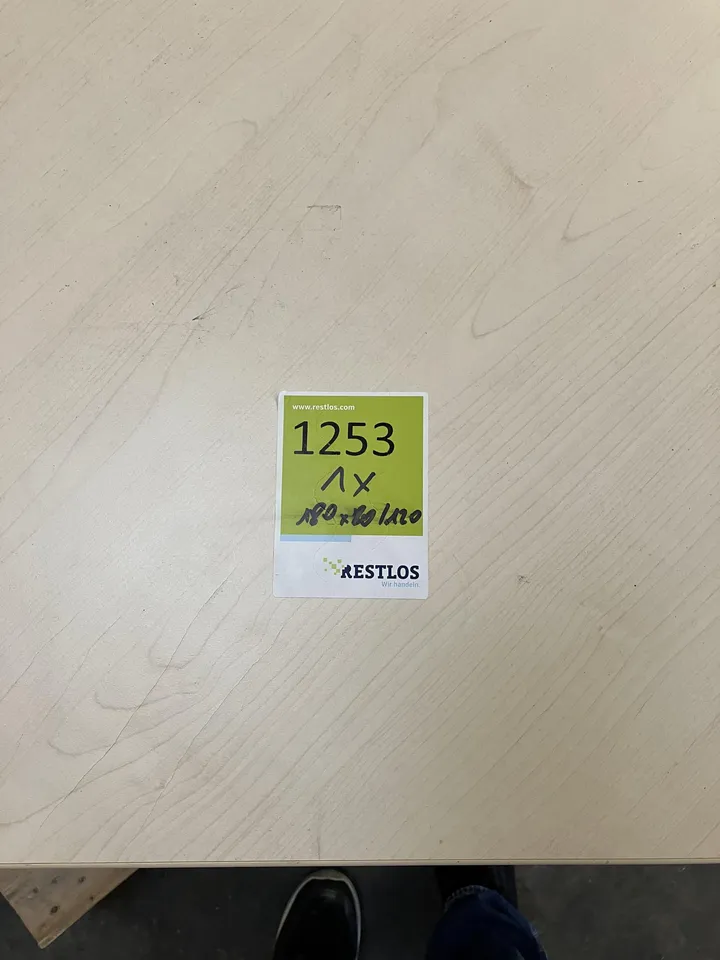 www.restlos.com
1253
1x
180x80/120
RESTLOS
Wir handeln.